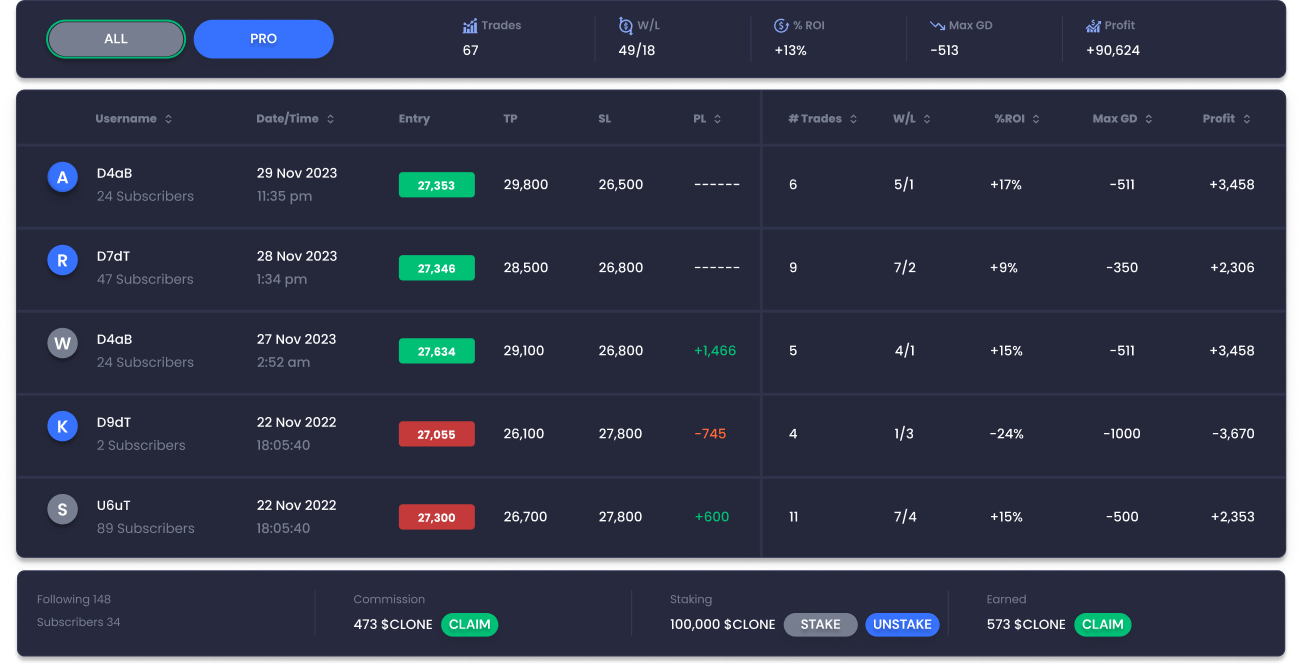 ALL PRO Trades W/L % ROI Max GD Profit
67 49/18 +13% -513 +90,624
Username Date/Time Entry TP SL PL # Trades W/L %ROI Max GD Profit
A D4aB 29 Nov 2023 27,353 29,800 26,500 ------ 6 5/1 +17% -511 +3,458
24 Subscribers 11:35 pm
R D7dT 28 Nov 2023 27,346 28,500 26,800 ------ 9 7/2 +9% -350 +2,306
47 Subscribers 1:34 pm
W D4aB 27 Nov 2023 27,634 29,100 26,800 +1,466 5 4/1 +15% -511 +3,458
24 Subscribers 2:52 am
K D9dT 22 Nov 2022 27,055 26,100 27,800 -745 4 1/3 -24% -1000 -3,670
2 Subscribers 18:05:40
S U6uT 22 Nov 2022 27,300 26,700 27,800 +600 11 7/4 +15% -500 +2,353
89 Subscribers 18:05:40
Following 148 Commission Staking Earned
Subscribers 34 473 $CLONE CLAIM 100,000 $CLONE STAKE UNSTAKE 573 $CLONE CLAIM